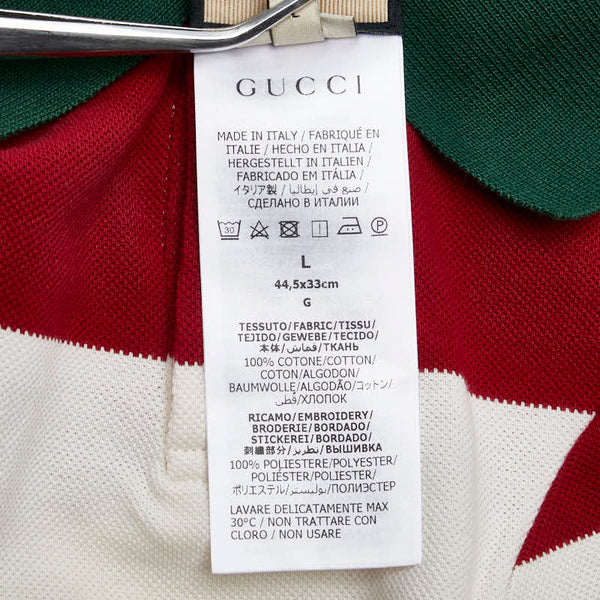 L
GUCCI
MADE IN ITALY / FABRIQUÉ EN
ITALIE / HECHO EN ITALIA /
HERGESTELLT IN ITALIEN /
FABRICADO EM ITÁLIA /
イタリア製 / صنع في إيطاليا /
СДЕЛАНО В ИТАЛИИ
30 P
L
44,5x33cm
G
TESSUTO/FABRIC/TISSU/
TEJIDO/GEWEBE/TECIDO/
本体/قماش/ТКАНЬ
100% COTONE/COTTON/
COTON/ALGODON/
BAUMWOLLE/ALGODÃO/コットン/
قطن/ХЛОПОК
RICAMO/EMBROIDERY/
BRODERIE/BORDADO/
STICKEREI/BORDADO/
刺繍部分/تطريز/ВЫШИВКА
100% POLIESTERE/POLYESTER/
POLIÉSTER/POLYESTER/
ポリエステル/بوليستر/ПОЛИЭСТЕР
LAVARE DELICATAMENTE MAX
30°C / NON TRATTARE CON
CLORO / NON USARE